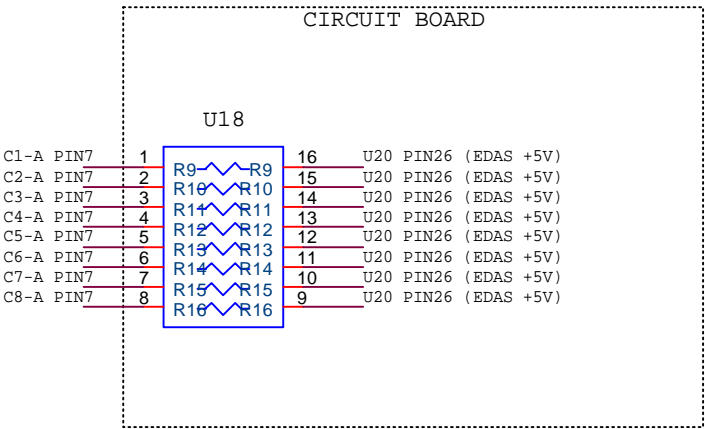 CIRCUIT BOARD
U18
C1-A PIN7 1 R9 R9 16 U20 PIN26 (EDAS +5V)
C2-A PIN7 2 R10 R10 15 U20 PIN26 (EDAS +5V)
C3-A PIN7 3 R11 R11 14 U20 PIN26 (EDAS +5V)
C4-A PIN7 4 R12 R12 13 U20 PIN26 (EDAS +5V)
C5-A PIN7 5 R13 R13 12 U20 PIN26 (EDAS +5V)
C6-A PIN7 6 R14 R14 11 U20 PIN26 (EDAS +5V)
C7-A PIN7 7 R15 R15 10 U20 PIN26 (EDAS +5V)
C8-A PIN7 8 R16 R16 9 U20 PIN26 (EDAS +5V)